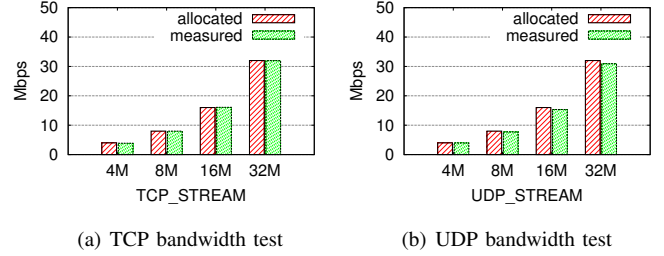 50
40
30
20
10
0
Mbps
allocated
measured
4M 8M 16M 32M
TCP_STREAM
(a) TCP bandwidth test
50
40
30
20
10
0
Mbps
allocated
measured
4M 8M 16M 32M
UDP_STREAM
(b) UDP bandwidth test